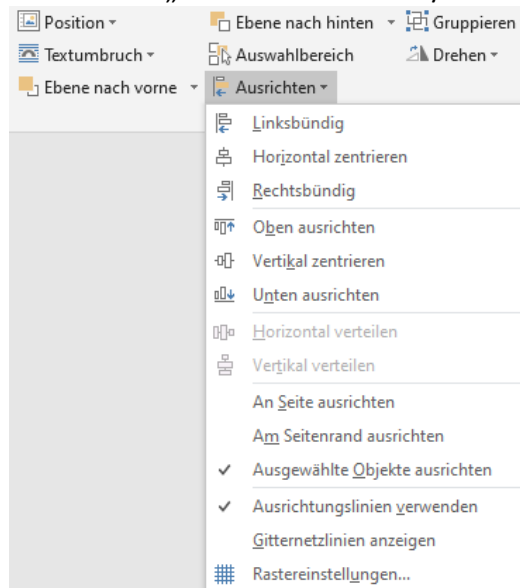 Position
Ebene nach hinten
Gruppieren
Textumbruch
Auswahlbereich
Drehen
Ebene nach vorne
Ausrichten
Linksbündig
Horizontal zentrieren
Rechtsbündig
Oben ausrichten
Vertikal zentrieren
Unten ausrichten
Horizontal verteilen
Vertikal verteilen
An Seite ausrichten
Am Seitenrand ausrichten
Ausgewählte Objekte ausrichten
Ausrichtungslinien verwenden
Gitternetzlinien anzeigen
Rastereinstellungen...